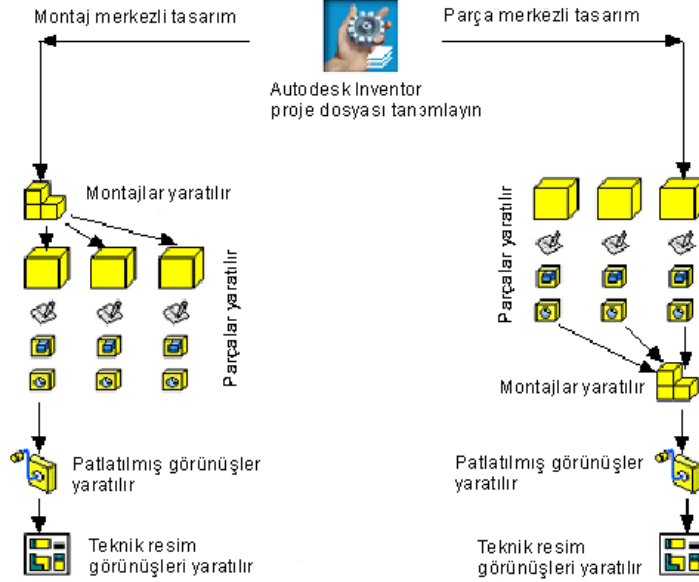 Montaj merkezli tasarım
Parça merkezli tasarım
Autodesk Inventor
proje dosyası tanımlayın
Montajlar yaratılır
Parçalar yaratılır
Patlatılmış görünüşler
yaratılır
Teknik resim
görünüşleri yaratılır
Parçalar yaratılır
Montajlar yaratılır
Patlatılmış görünüşler
yaratılır
Teknik resim
görünüşleri yaratılır